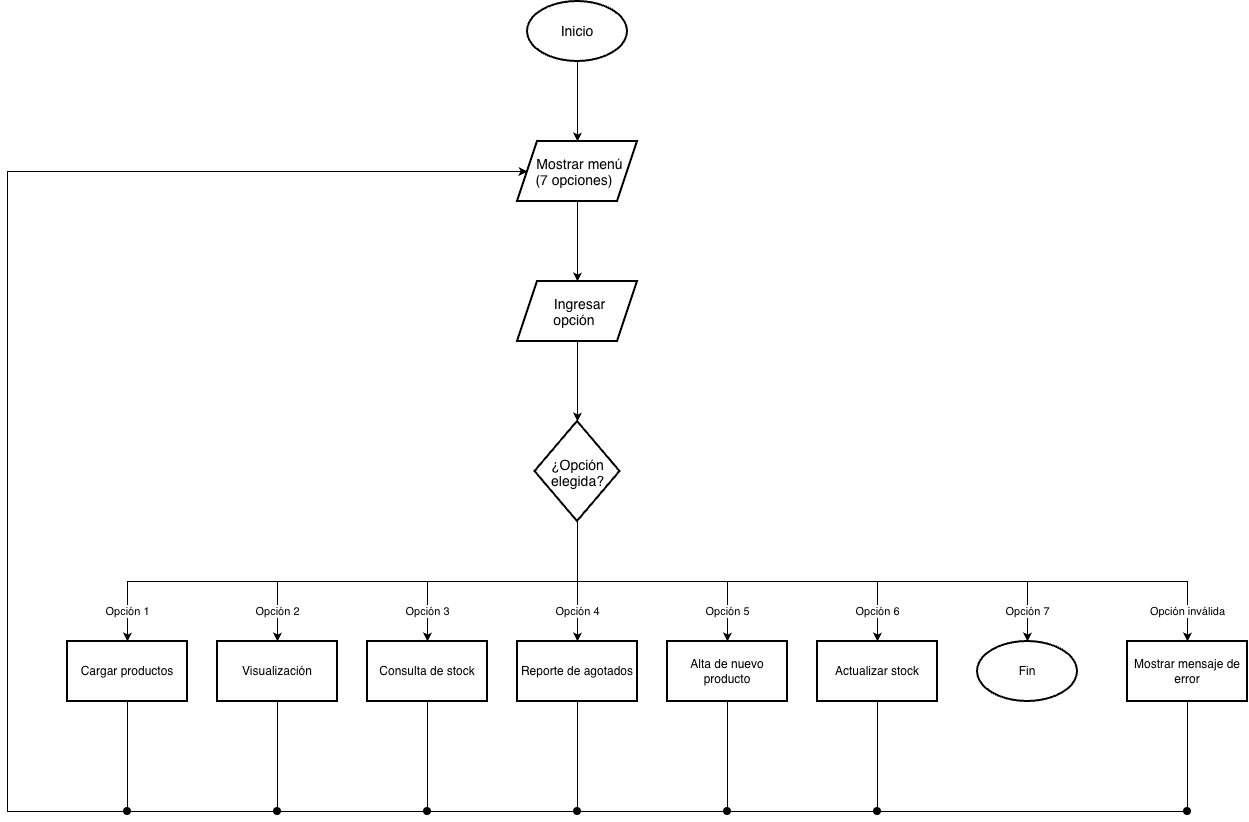 Inicio
Mostrar menú
(7 opciones)
Ingresar
opción
¿Opción
elegida?
Opción 1
Opción 2
Opción 3
Opción 4
Opción 5
Opción 6
Opción 7
Opción inválida
Cargar productos
Visualización
Consulta de stock
Reporte de agotados
Alta de nuevo
producto
Actualizar stock
Fin
Mostrar mensaje de
error